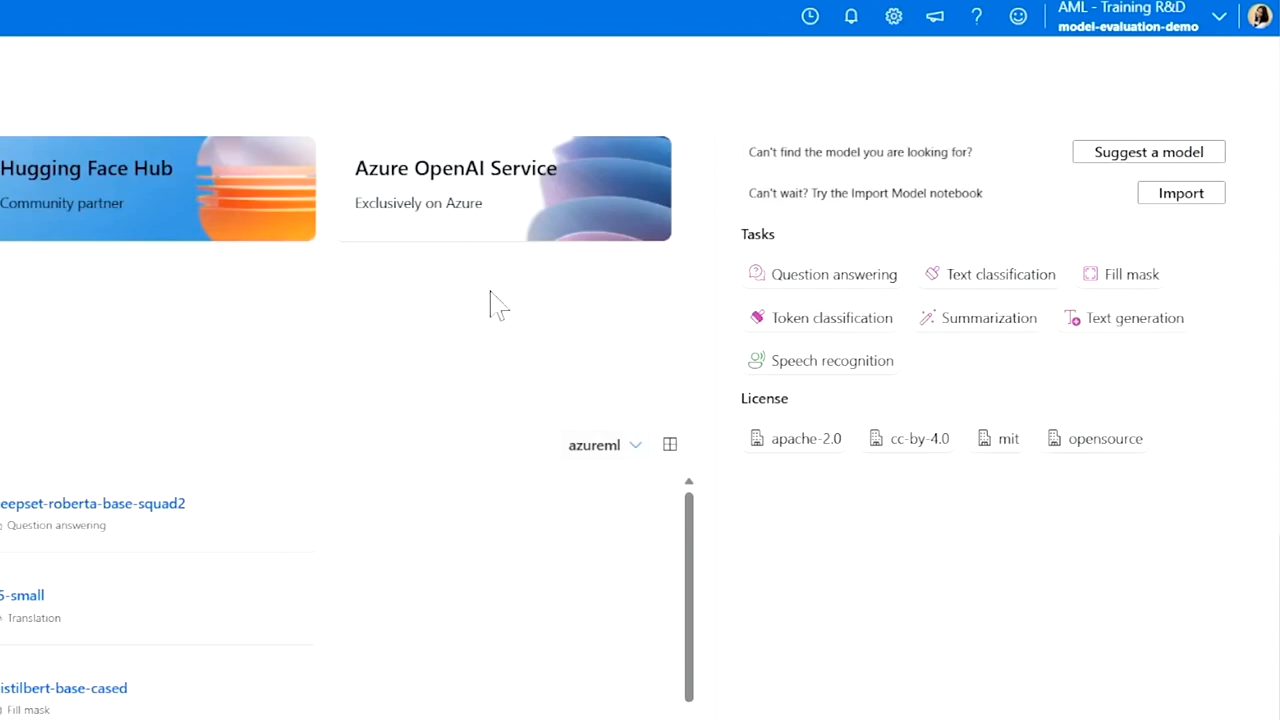 AML - Training R&D
model-evaluation-demo
Hugging Face Hub
Community partner
Azure OpenAI Service
Exclusively on Azure
Can't find the model you are looking for?
Suggest a model
Can't wait? Try the Import Model notebook
Import
Tasks
Question answering
Text classification
Fill mask
Token classification
Summarization
Text generation
Speech recognition
License
apache-2.0
cc-by-4.0
mit
opensource
azureml
eepset-roberta-base-squad2
Question answering
5-small
Translation
istilbert-base-cased
Fill mask